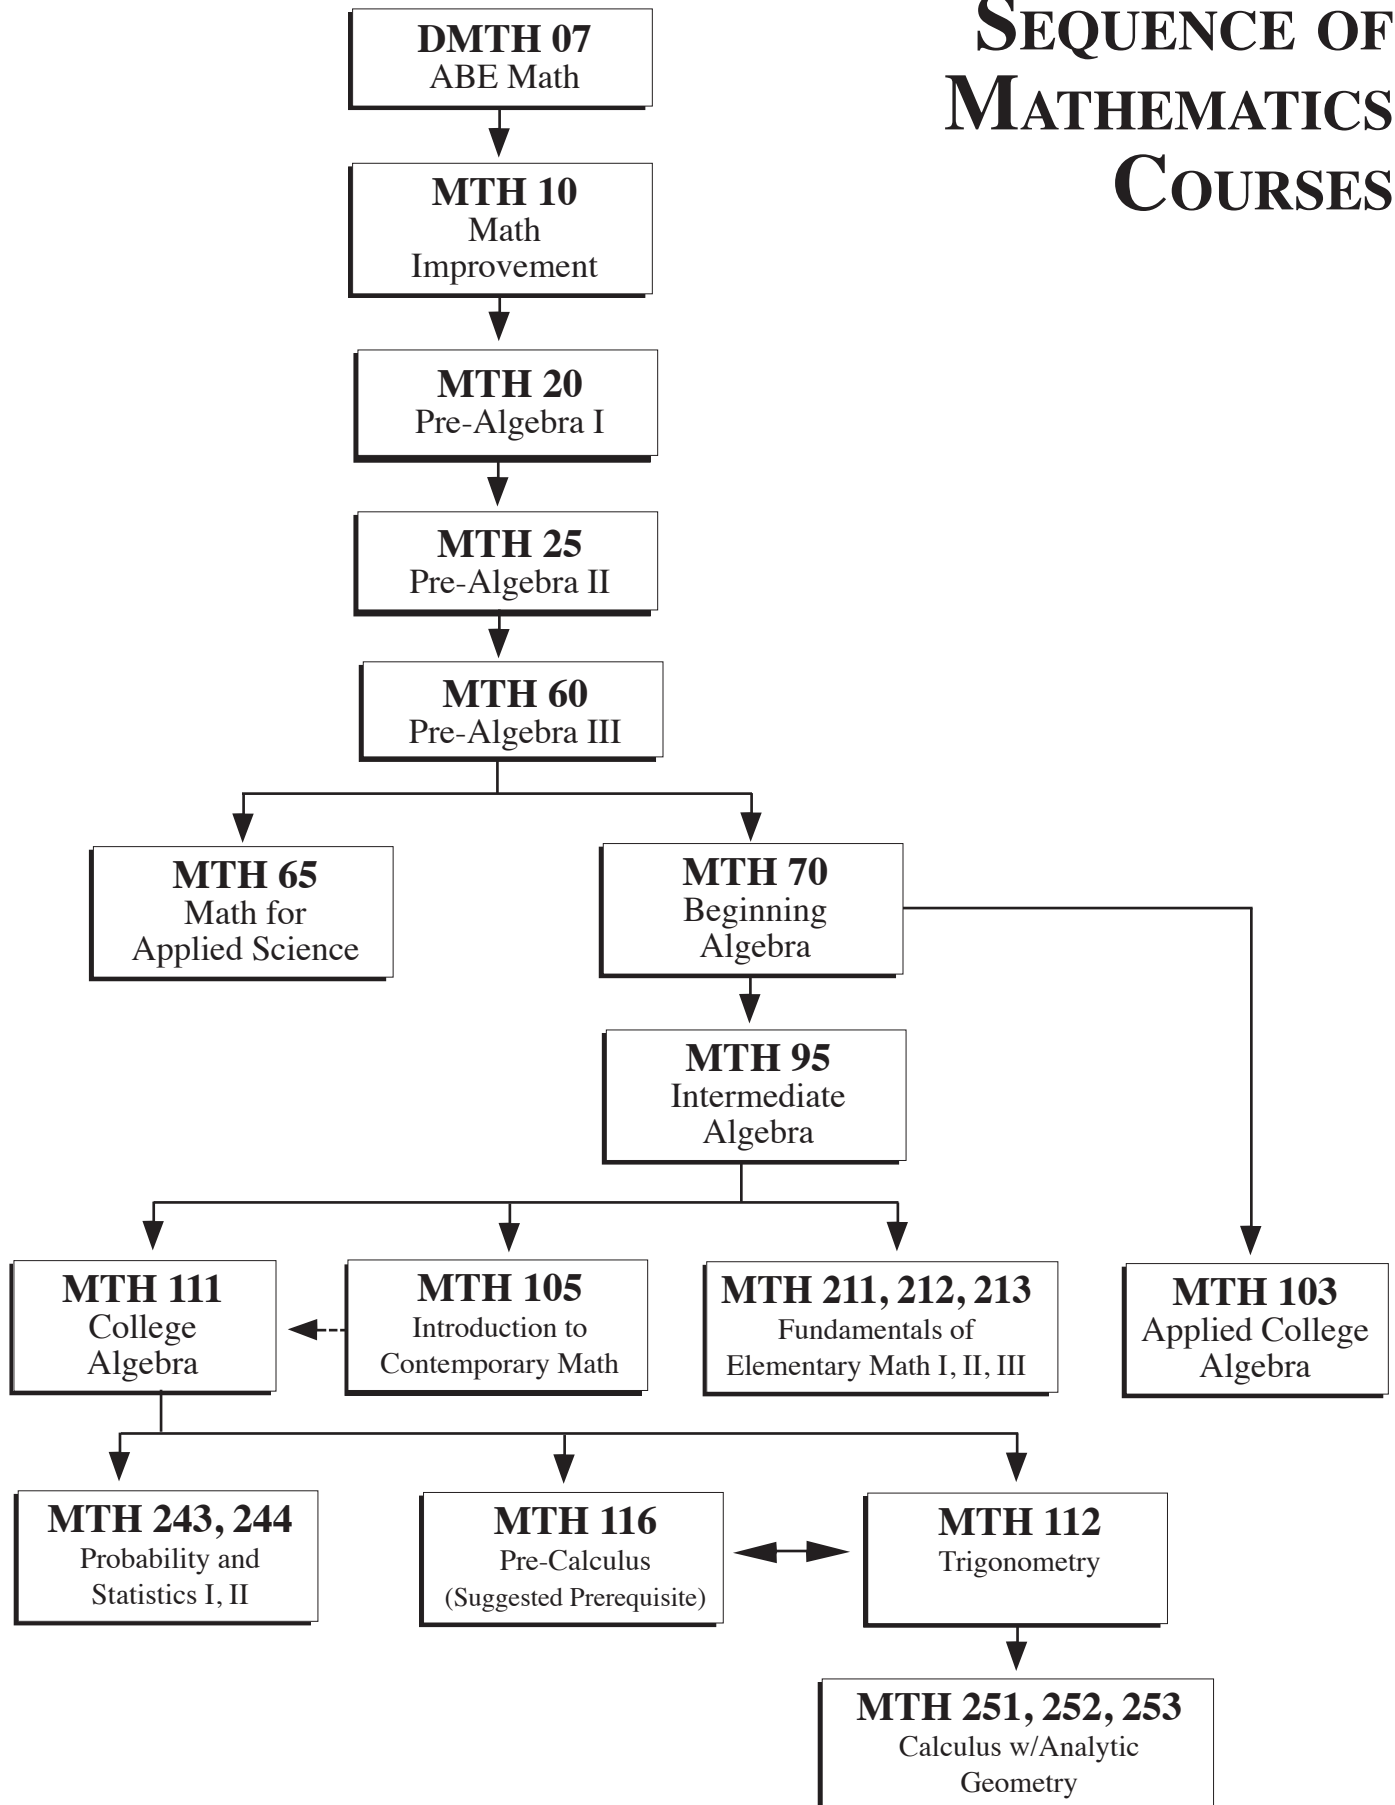 SEQUENCE OF
MATHEMATICS
COURSES
DMTH 07
ABE Math
MTH 10
Math
Improvement
MTH 20
Pre-Algebra I
MTH 25
Pre-Algebra II
MTH 60
Pre-Algebra III
MTH 65
Math for
Applied Science
MTH 70
Beginning
Algebra
MTH 95
Intermediate
Algebra
MTH 111
College
Algebra
MTH 105
Introduction to
Contemporary Math
MTH 211, 212, 213
Fundamentals of
Elementary Math I, II, III
MTH 103
Applied College
Algebra
MTH 243, 244
Probability and
Statistics I, II
MTH 116
Pre-Calculus
(Suggested Prerequisite)
MTH 112
Trigonometry
MTH 251, 252, 253
Calculus w/Analytic
Geometry